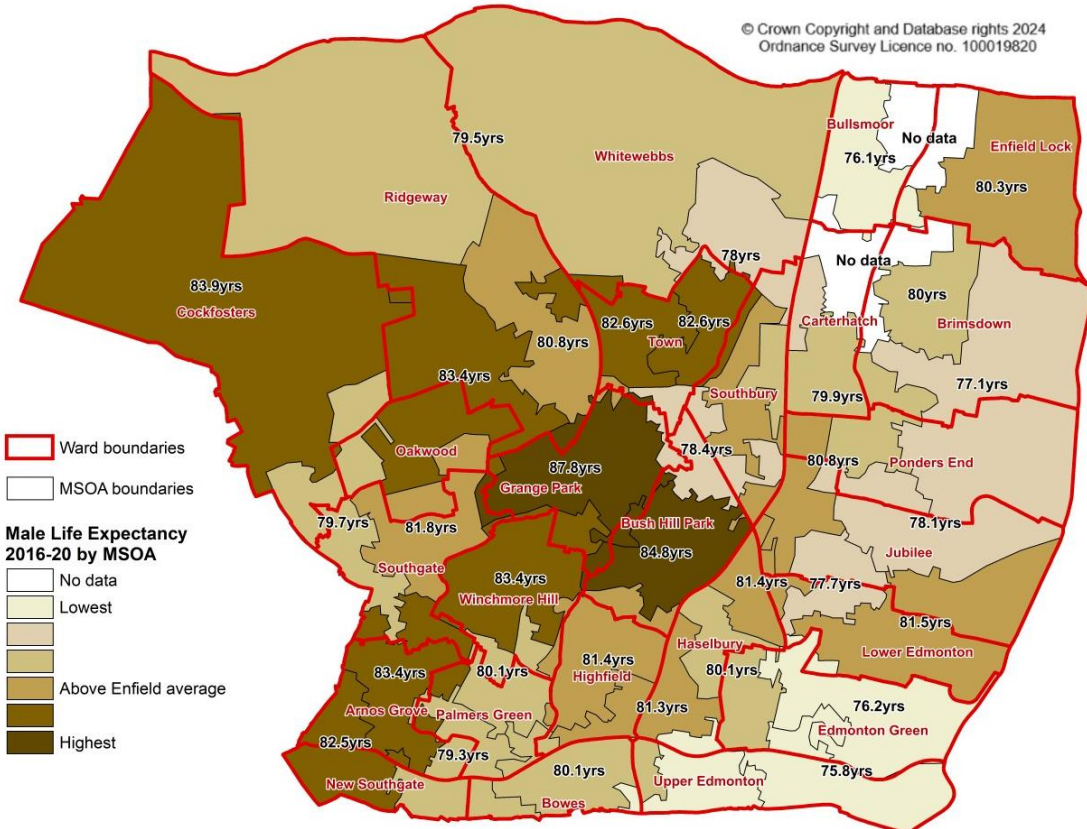 © Crown Copyright and Database rights 2024
Ordnance Survey Licence no. 100019820
Bullsmoor
76.1yrs
No data
Enfield Lock
80.3yrs
79.5yrs
Whitewebbs
Ridgeway
78yrs
No data
83.9yrs
Cockfosters
82.6yrs
82.6yrs
Town
80yrs
Carterhatch
Brimsdown
80.8yrs
83.4yrs
77.1yrs
Southbury
79.9yrs
Ward boundaries
MSOA boundaries
Oakwood
78.4yrs
80.8yrs
Ponders End
87.8yrs
Grange Park
79.7yrs
81.8yrs
Bush Hill Park
78.1yrs
Male Life Expectancy
2016-20 by MSOA
No data
Lowest
Above Enfield average
Highest
84.8yrs
Jubilee
Southgate
83.4yrs
Winchmore Hill
81.4yrs
77.7yrs
81.5yrs
Haselbury
Lower Edmonton
83.4yrs
80.1yrs
81.4yrs
Highfield
80.1yrs
Arnos Grove
Palmers Green
81.3yrs
76.2yrs
Edmonton Green
82.5yrs
79.3yrs
80.1yrs
75.8yrs
New Southgate
Bowes
Upper Edmonton